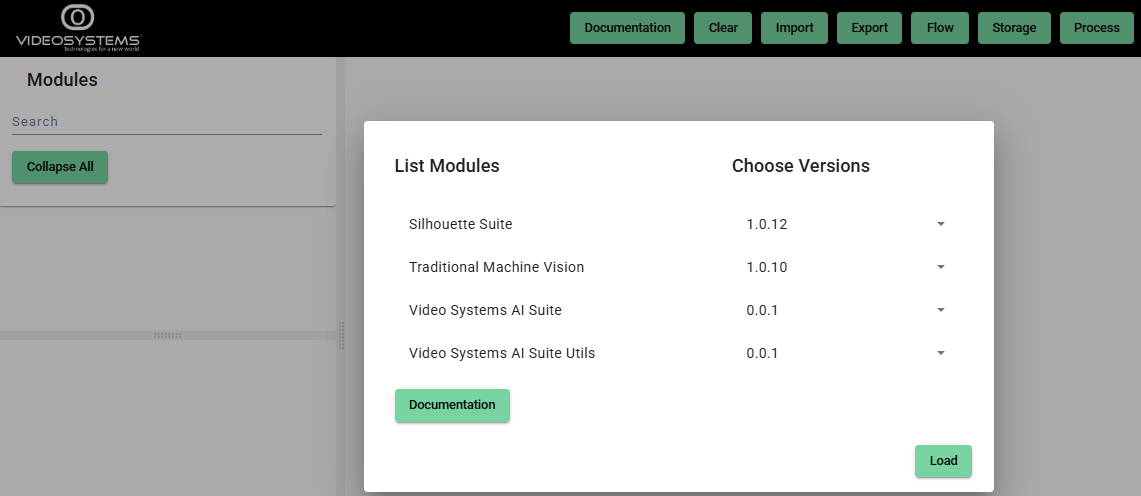 VIDEOSYSTEMS
Technologies for a new world
Documentation
Clear
Import
Export
Flow
Storage
Process
Modules
Search
Collapse All
List Modules
Choose Versions
Silhouette Suite
1.0.12
Traditional Machine Vision
1.0.10
Video Systems AI Suite
0.0.1
Video Systems AI Suite Utils
0.0.1
Documentation
Load